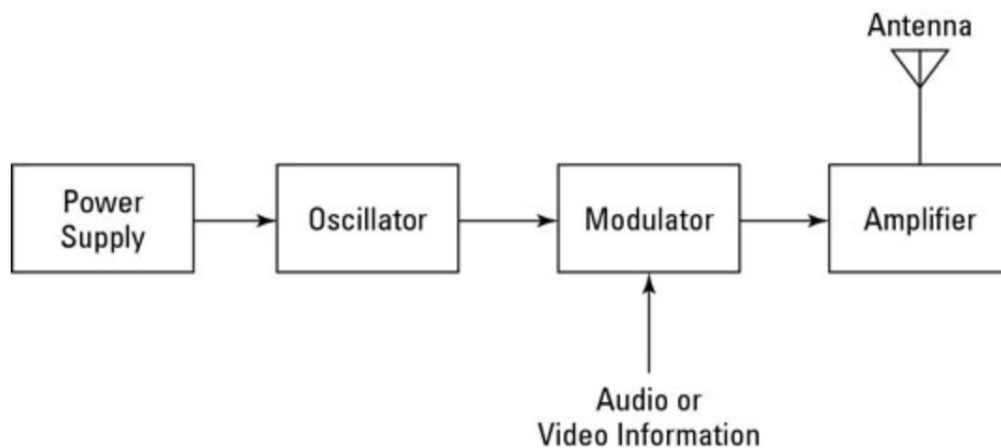 Antenna
Power
Supply
Oscillator
Modulator
Amplifier
Audio or
Video Information